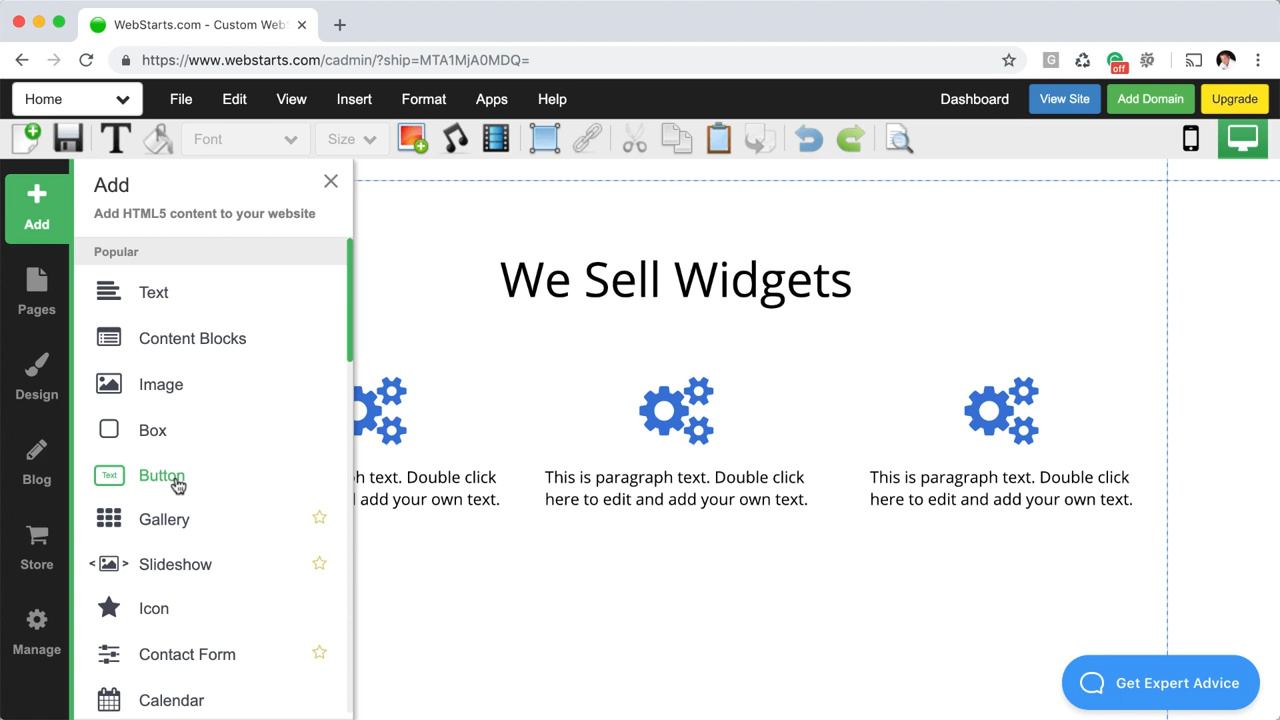 WebStarts.com - Custom Web
https://www.webstarts.com/cadmin/?ship=MTA1MjA0MDQ=
G
off
Home File Edit View Insert Format Apps Help Dashboard View Site Add Domain Upgrade
T Font Size
Add
Add
Add HTML5 content to your website
Popular
Text
Content Blocks
Image
Box
Text Button
Gallery
Slideshow
Icon
Contact Form
Calendar
Pages
Design
Blog
Store
Manage
We Sell Widgets
h text. Double click
add your own text.
This is paragraph text. Double click
here to edit and add your own text.
This is paragraph text. Double click
here to edit and add your own text.
Get Expert Advice